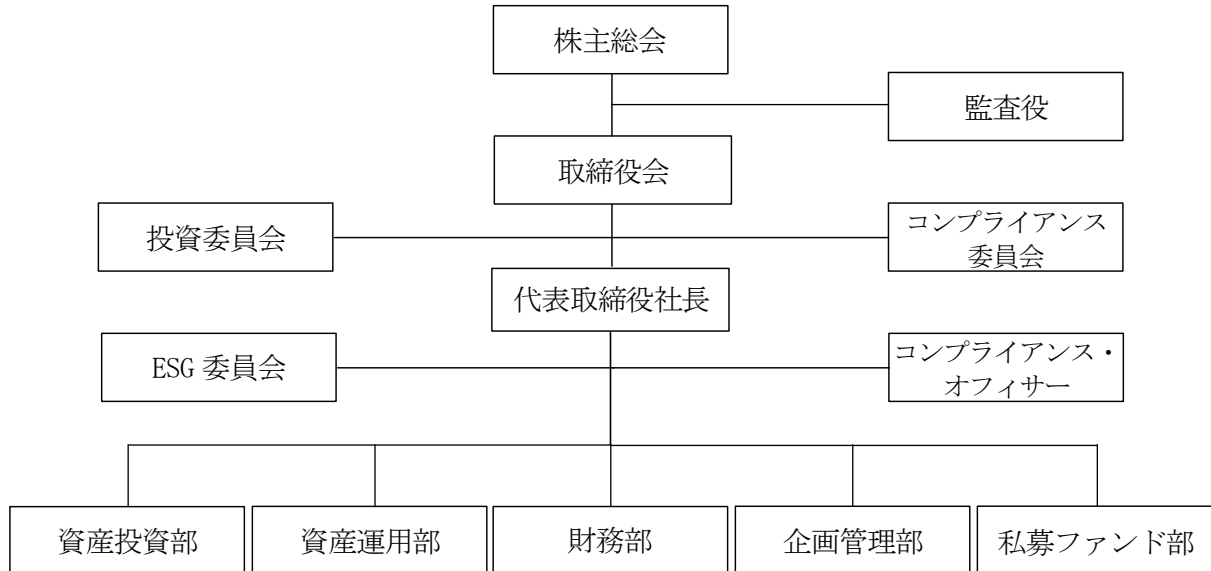 株主総会
監査役
取締役会
投資委員会
コンプライアンス
委員会
代表取締役社長
ESG 委員会
コンプライアンス・
オフィサー
資産投資部
資産運用部
財務部
企画管理部
私募ファンド部